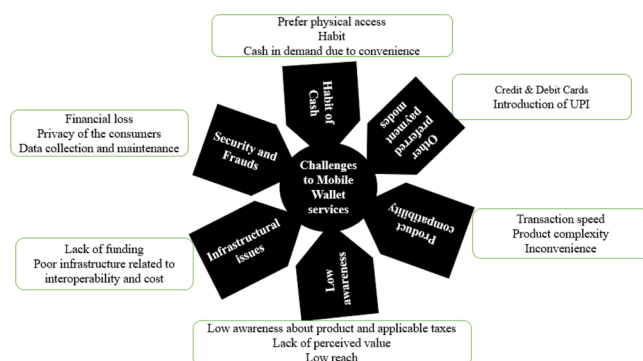 Prefer physical access
Habit
Cash in demand due to convenience
Habit of
Cash
Other
preferred
payment
modes
Credit & Debit Cards
Introduction of UPI
Financial loss
Privacy of the consumers
Data collection and maintenance
Security and
Frauds
Challenges
to Mobile
Wallet
services
Product
compatibility
Transaction speed
Product complexity
Inconvenience
Lack of funding
Poor infrastructure related to
interoperability and cost
Infrastructural
issues
Low
awareness
Low awareness about product and applicable taxes
Lack of perceived value
Low reach